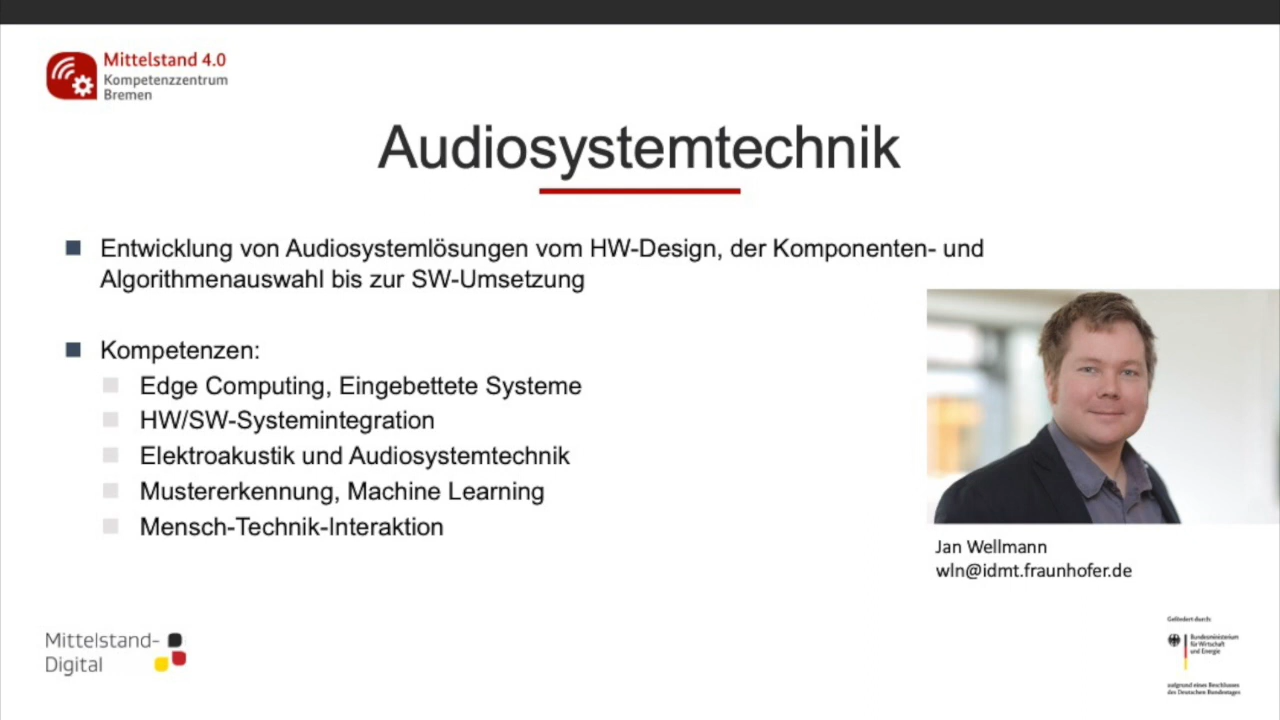 Mittelstand 4.0
Kompetenzzentrum
Bremen
Audiosystemtechnik
Entwicklung von Audiosystemlösungen vom HW-Design, der Komponenten- und
Algorithmenauswahl bis zur SW-Umsetzung
Kompetenzen:
Edge Computing, Eingebettete Systeme
HW/SW-Systemintegration
Elektroakustik und Audiosystemtechnik
Mustererkennung, Machine Learning
Mensch-Technik-Interaktion
Jan Wellmann
wln@idmt.fraunhofer.de
Mittelstand-
Digital
Gefördert durch:
Bundesministerium
für Wirtschaft
und Energie
aufgrund eines Beschlusses
des Deutschen Bundestages